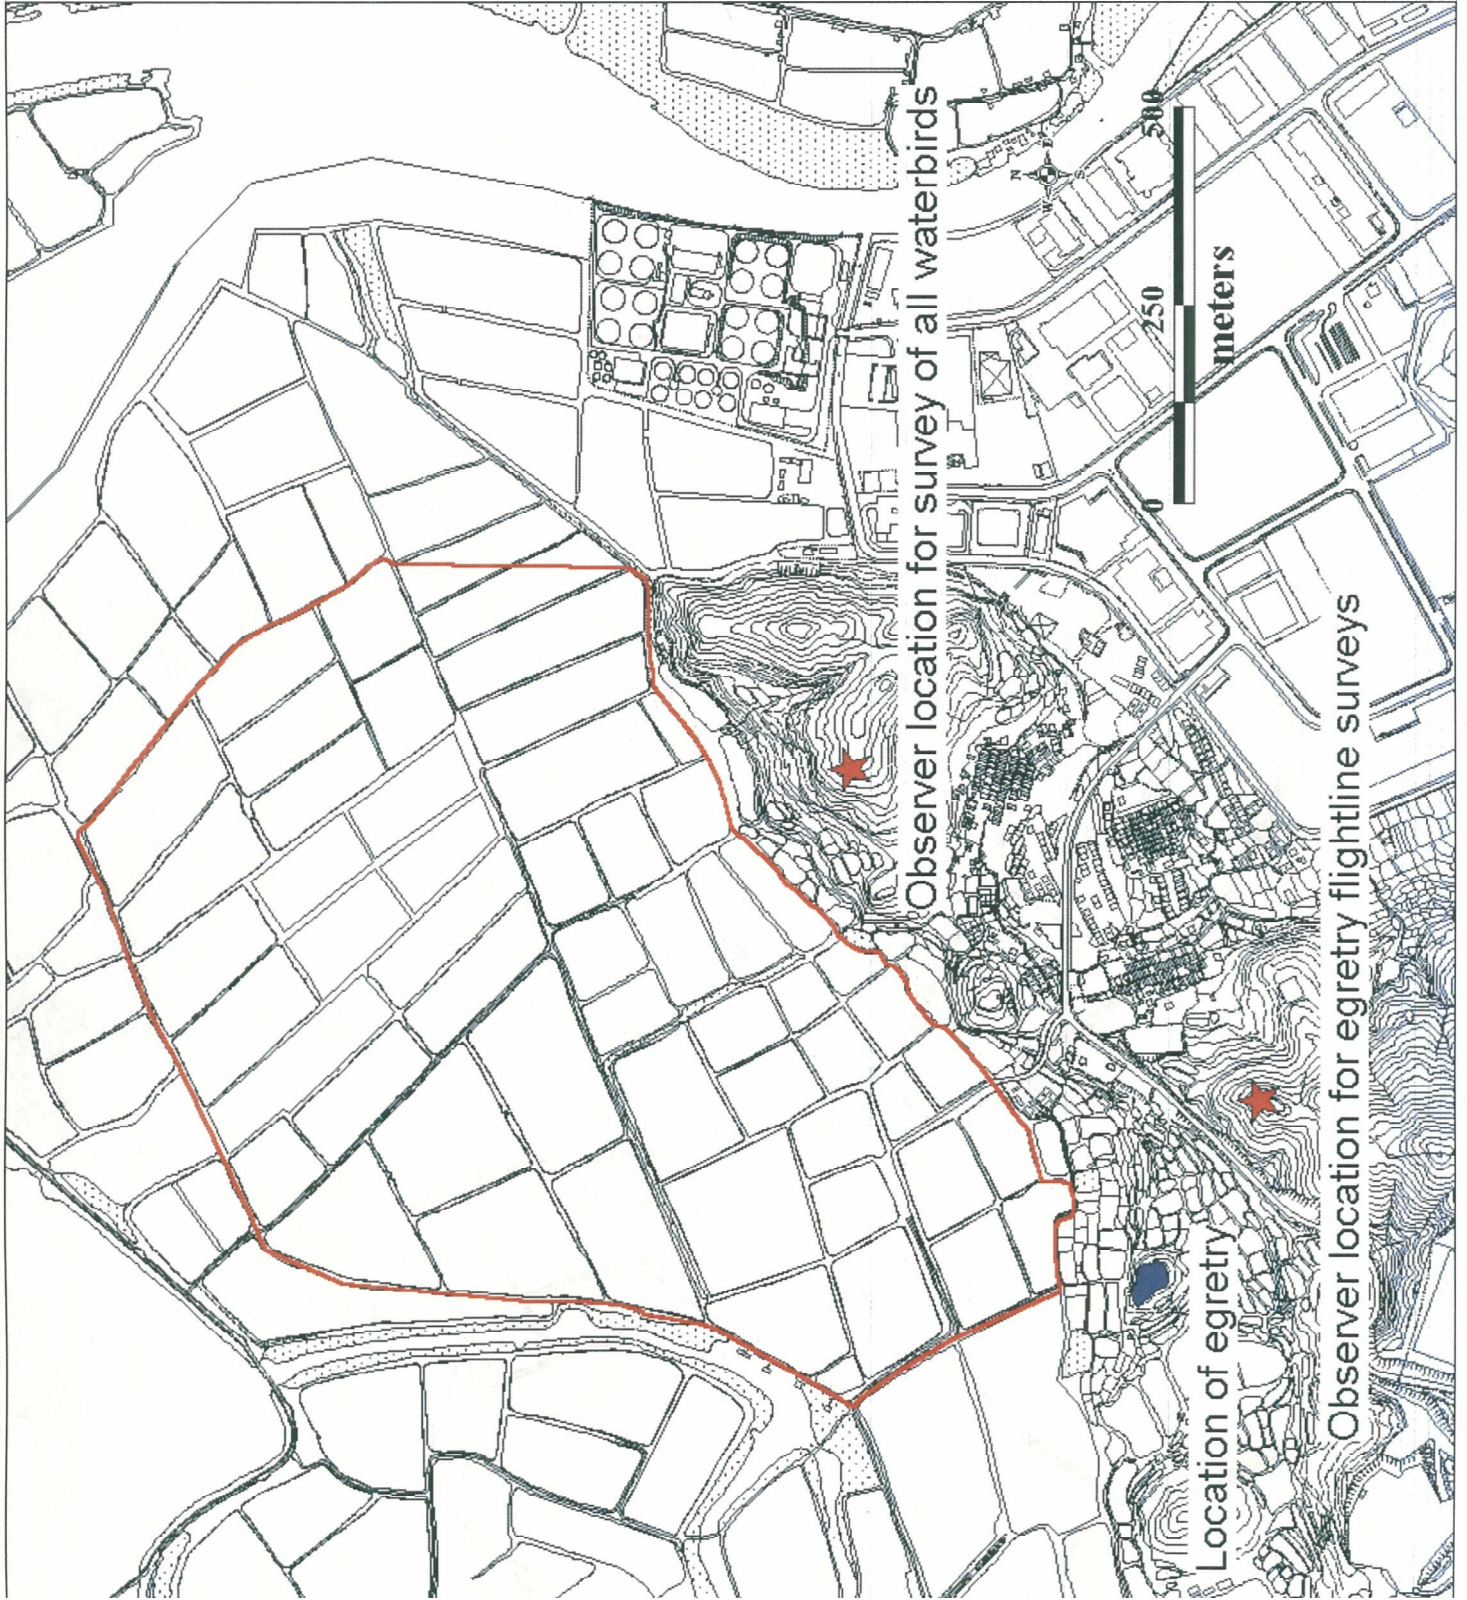 Observer location for survey of all waterbirds
N
W E
S
0 250 500
meters
Observer location for egretry flightline surveys
Location of egretry